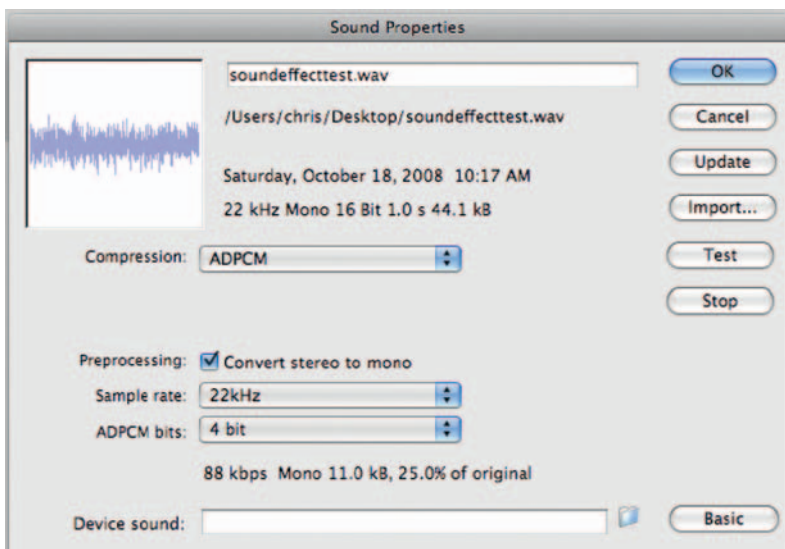 Sound Properties
soundeffecttest.wav
OK
/Users/chris/Desktop/soundeffecttest.wav
Cancel
Saturday, October 18, 2008 10:17 AM
Update
22 kHz Mono 16 Bit 1.0 s 44.1 kB
Import...
Compression: ADPCM
Test
Stop
Preprocessing: Convert stereo to mono
Sample rate: 22kHz
ADPCM bits: 4 bit
88 kbps Mono 11.0 kB, 25.0% of original
Device sound:
Basic